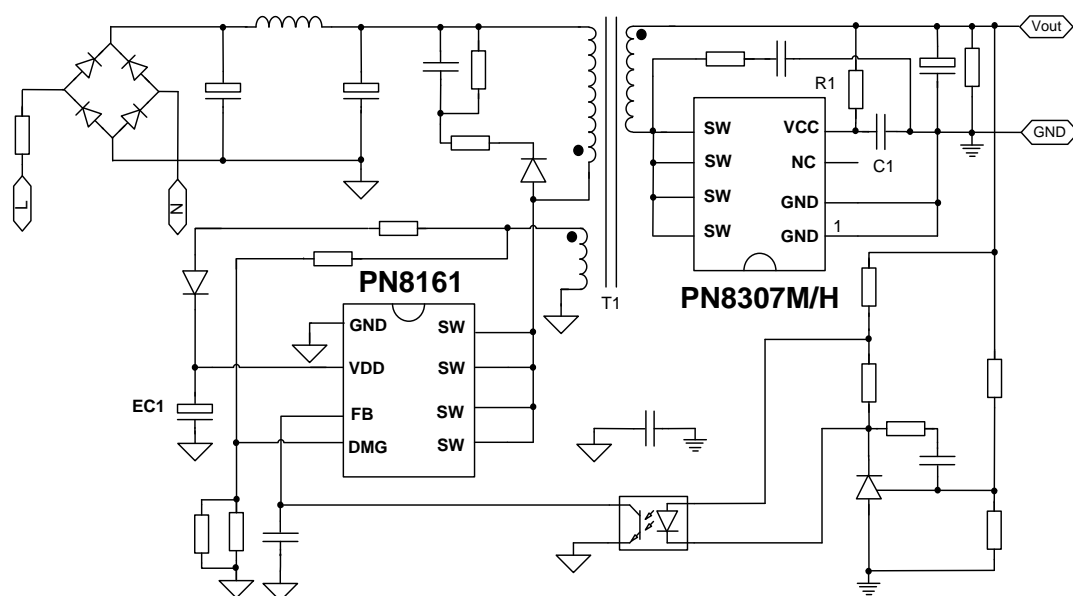 Vout
R1
SW
VCC
GND
C1
SW
NC
SW
GND
SW
GND
1
L
N
PN8161
T1
PN8307M/H
GND
SW
VDD
SW
EC1
FB
SW
DMG
SW